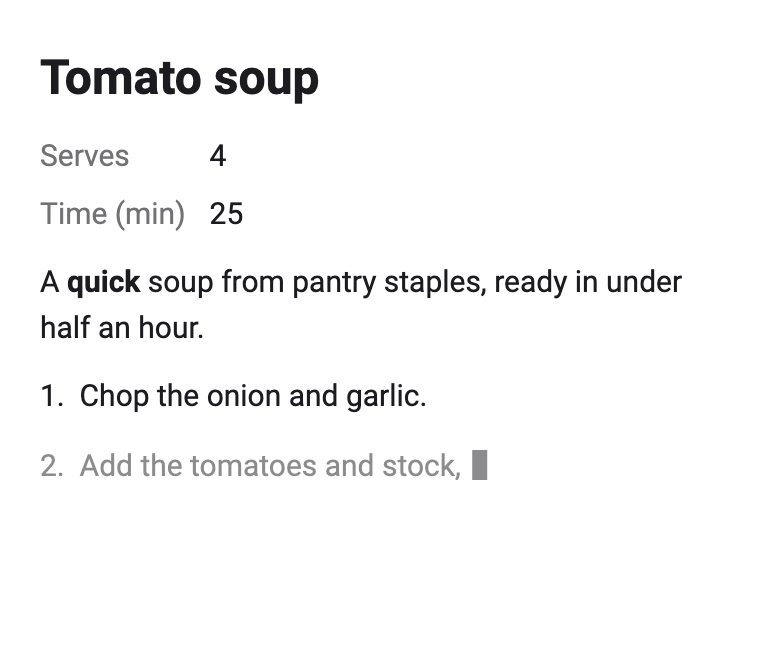 Tomato soup
Serves 4
Time (min) 25
A quick soup from pantry staples, ready in under
half an hour.
1. Chop the onion and garlic.
2. Add the tomatoes and stock,